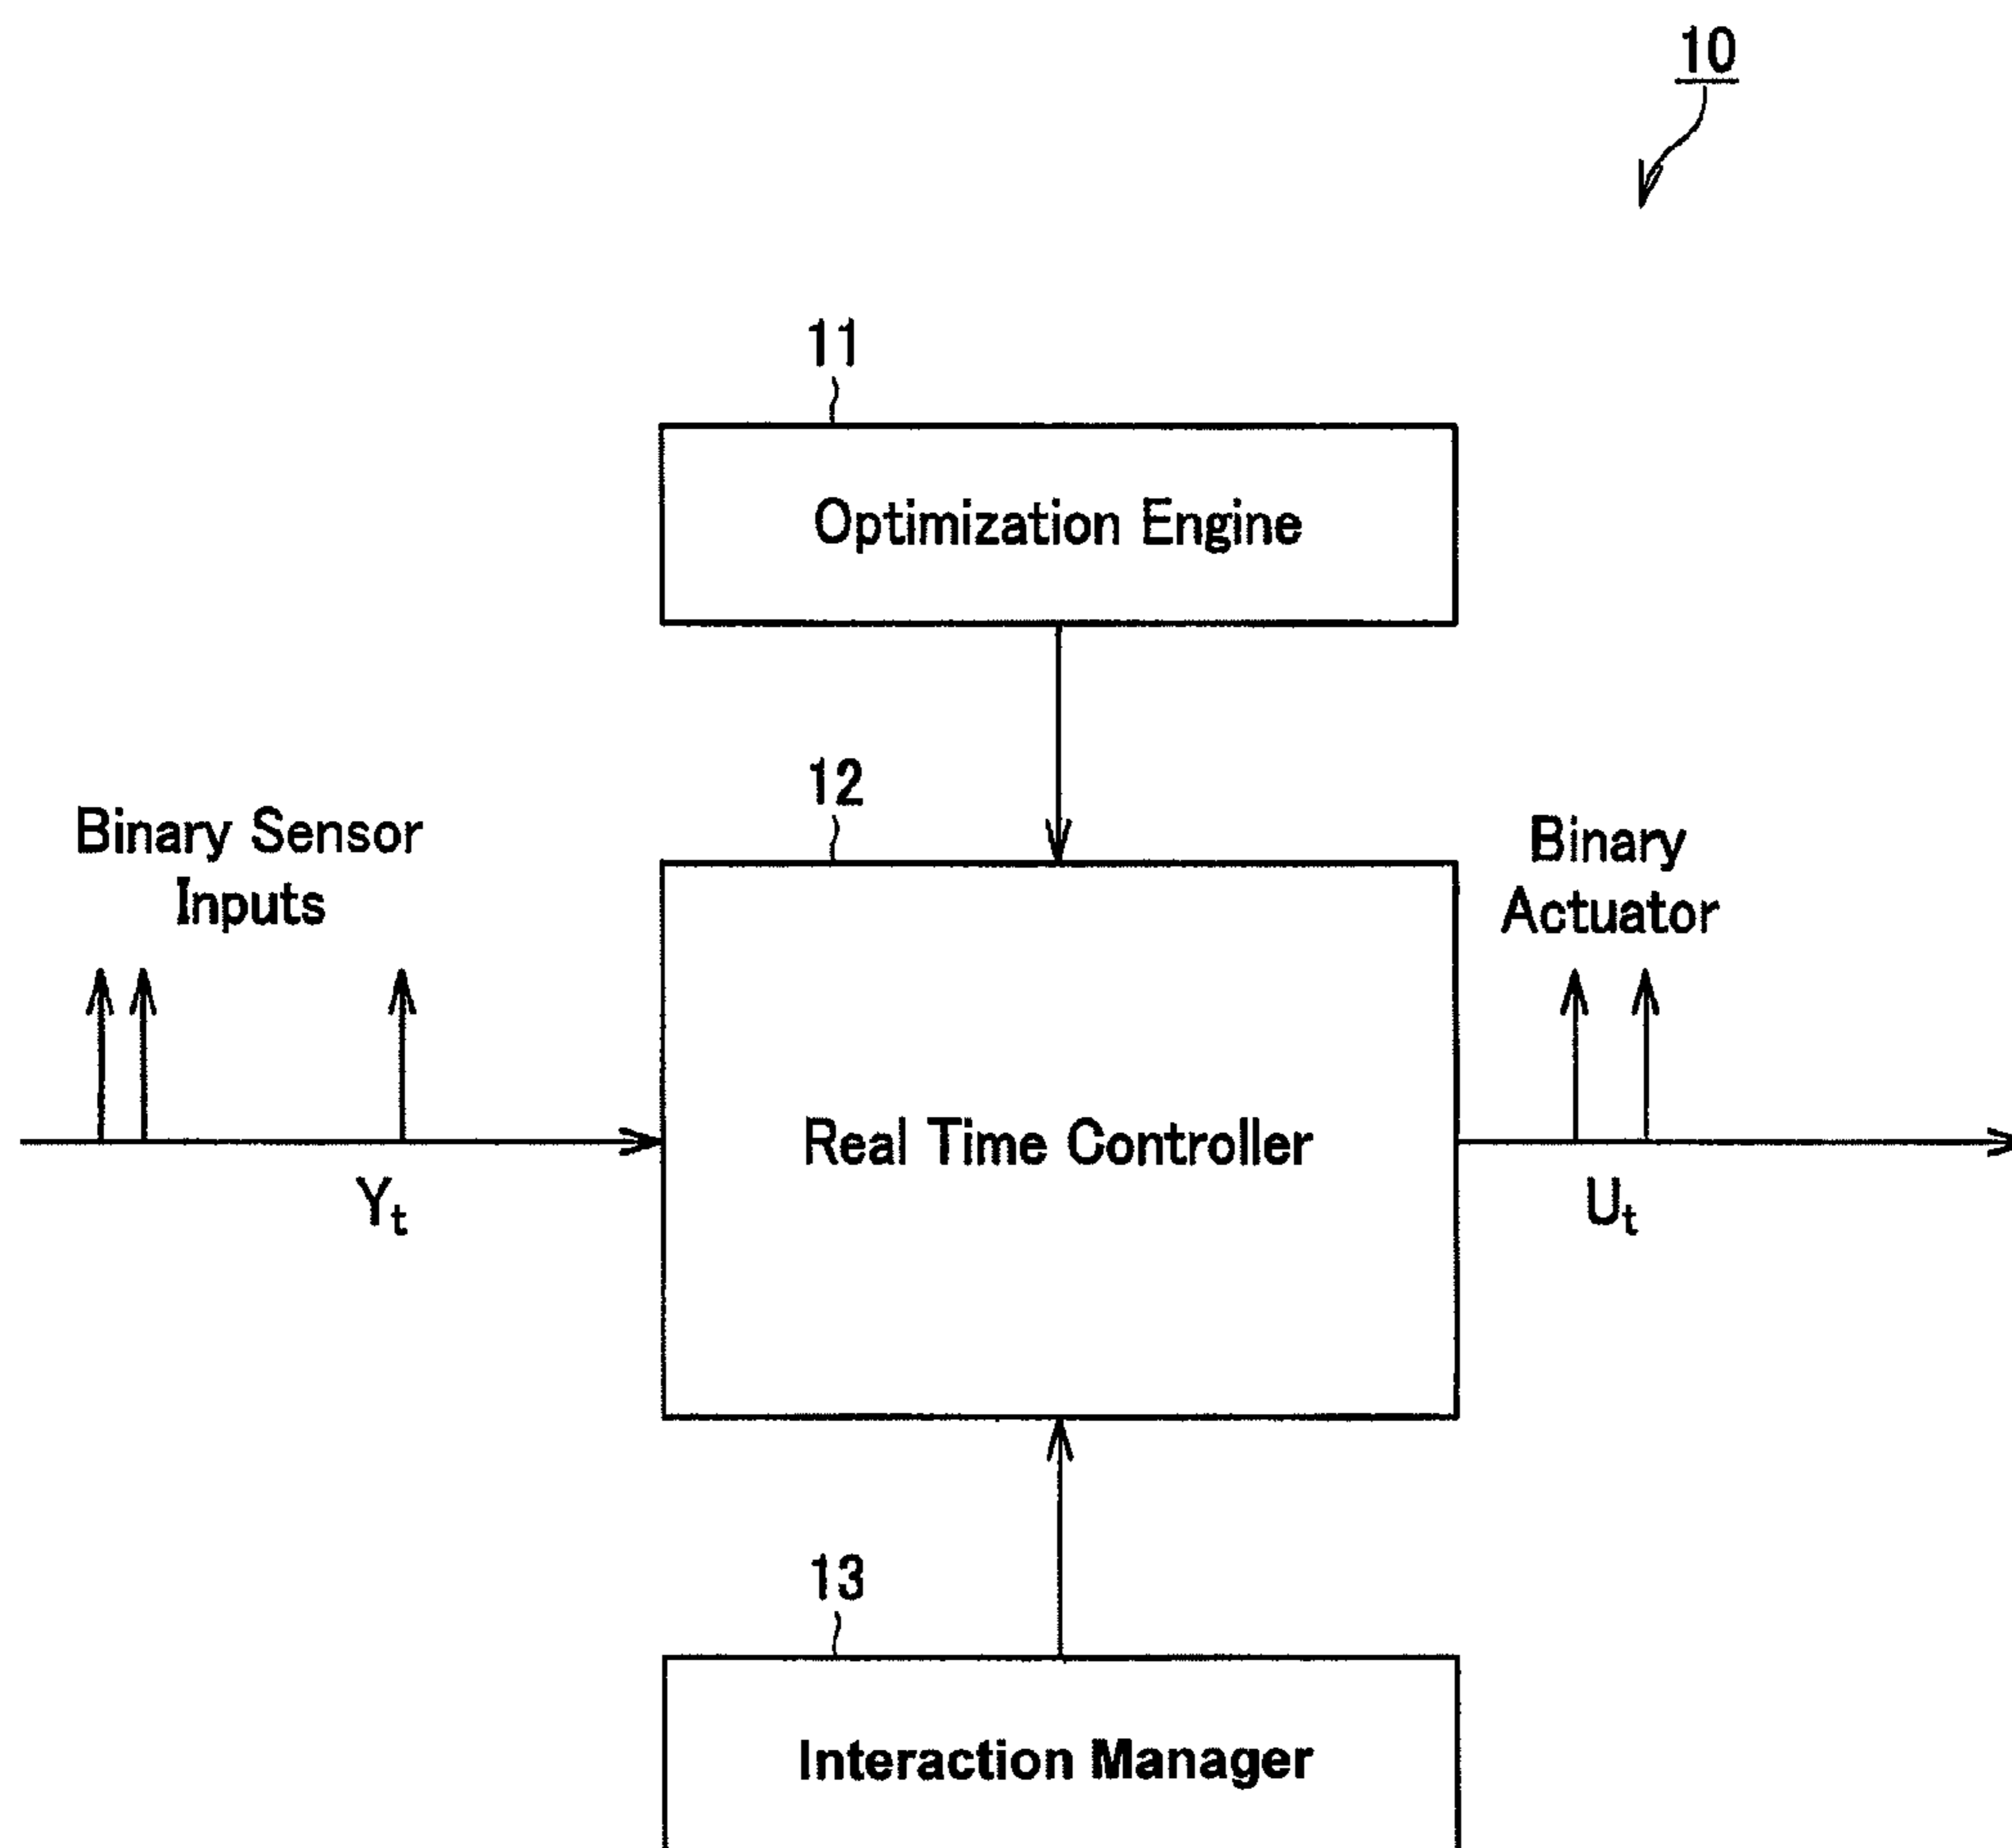 10
11
Optimization Engine
12
Binary Sensor
Inputs
Binary
Actuator
Real Time Controller
Yt
Ut
13
Interaction Manager